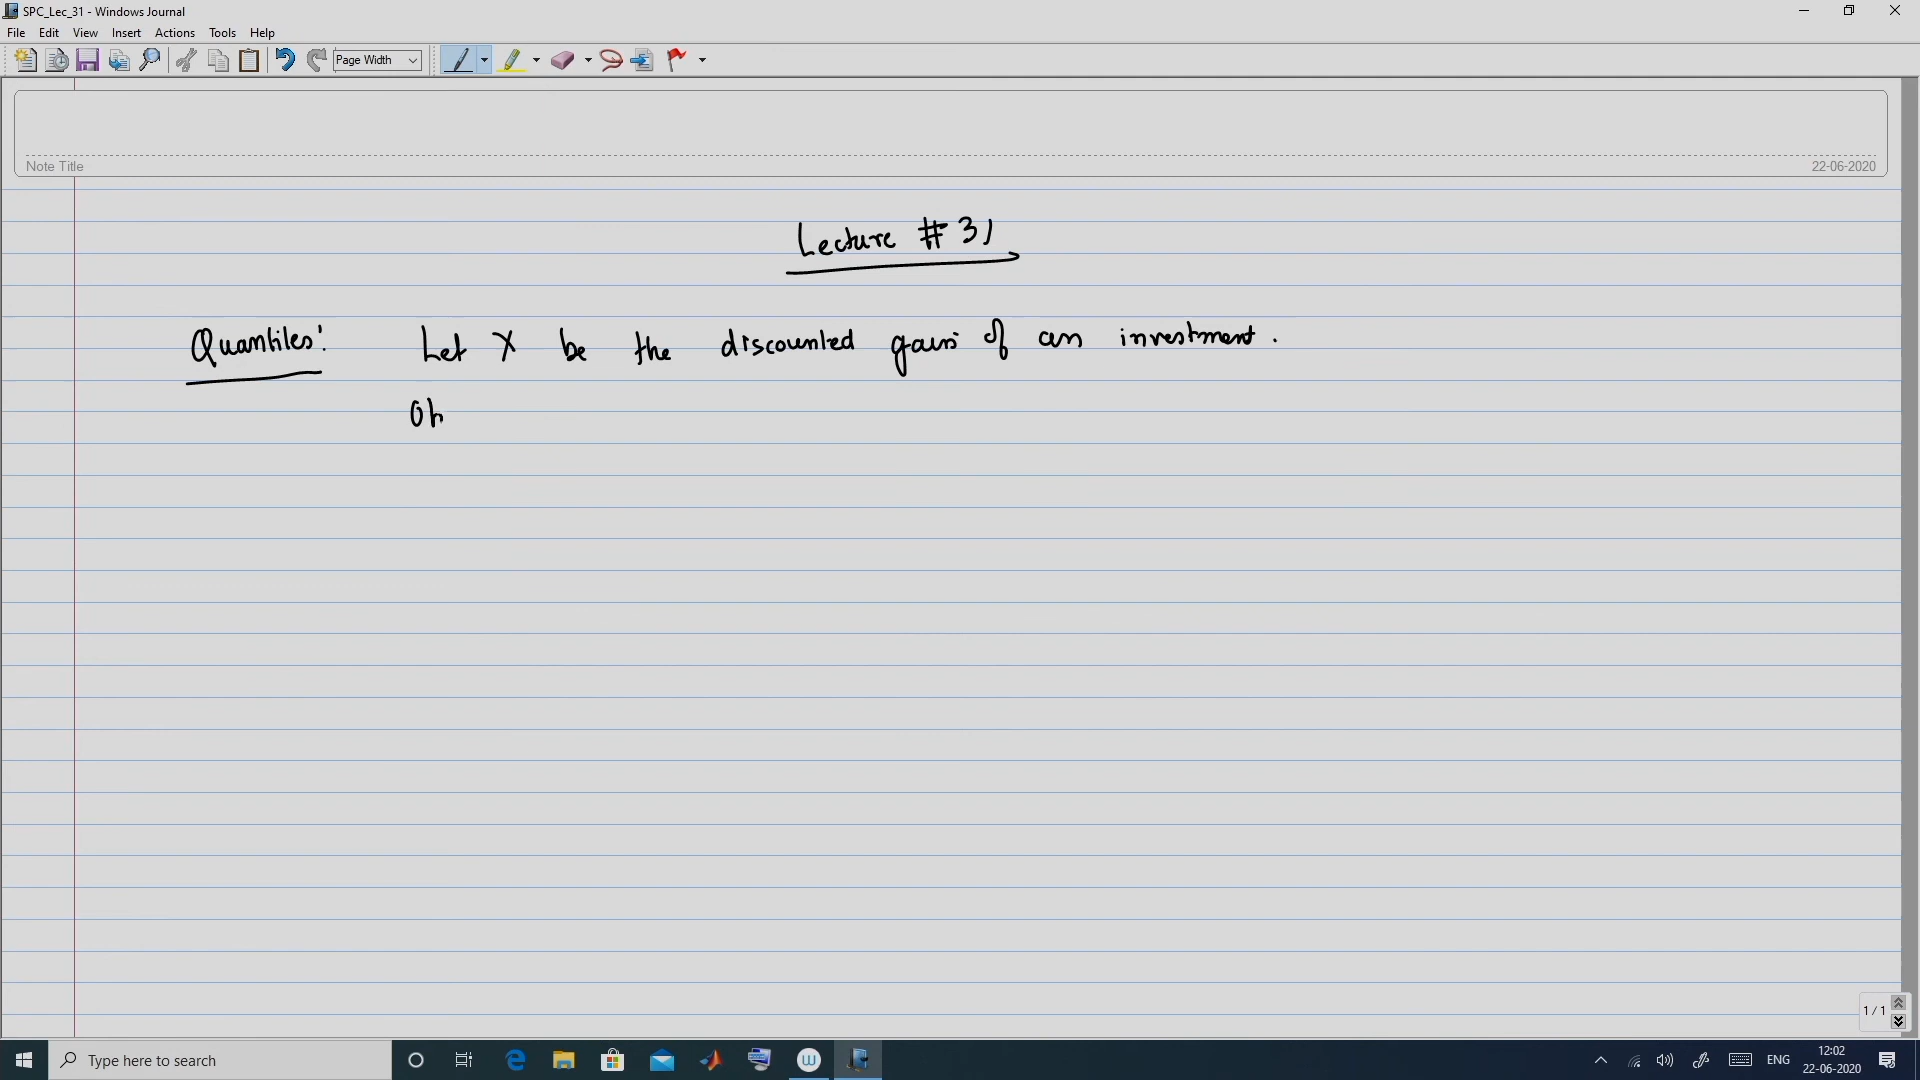 SPC_Lec_31 - Windows Journal
File Edit View Insert Actions Tools Help
Page Width
Note Title
22-06-2020
Lecture # 31
Quantiles: Let X be the discounted gain of an investment.
1 / 1
Type here to search
ENG
12:02
22-06-2020